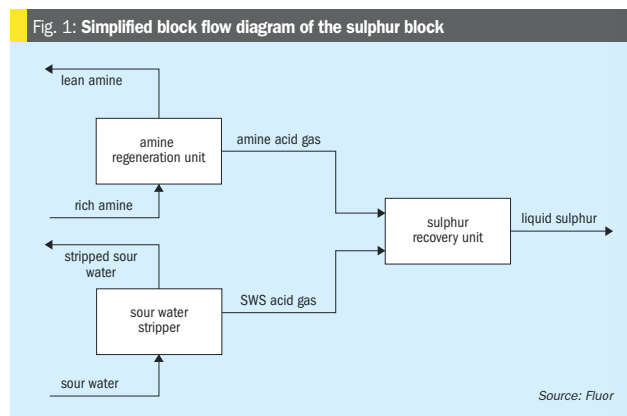 Fig. 1: Simplified block flow diagram of the sulphur block
lean amine
amine
regeneration unit
amine acid gas
rich amine
sulphur
recovery unit
liquid sulphur
stripped sour
water
sour water
stripper
SWS acid gas
sour water
Source: Fluor